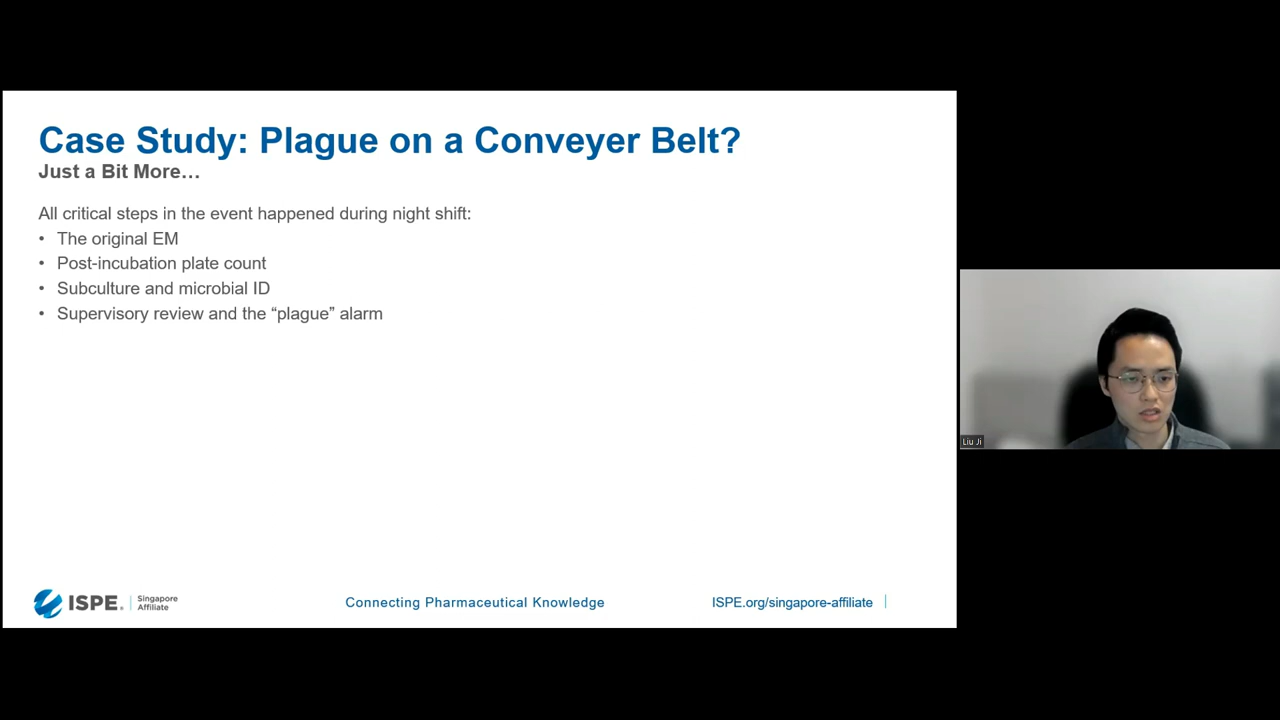 Case Study: Plague on a Conveyer Belt?
Just a Bit More…
All critical steps in the event happened during night shift:
• The original EM
• Post-incubation plate count
• Subculture and microbial ID
• Supervisory review and the “plague” alarm
Liu Ji
ISPE®
Singapore
Affiliate
Connecting Pharmaceutical Knowledge
ISPE.org/singapore-affiliate